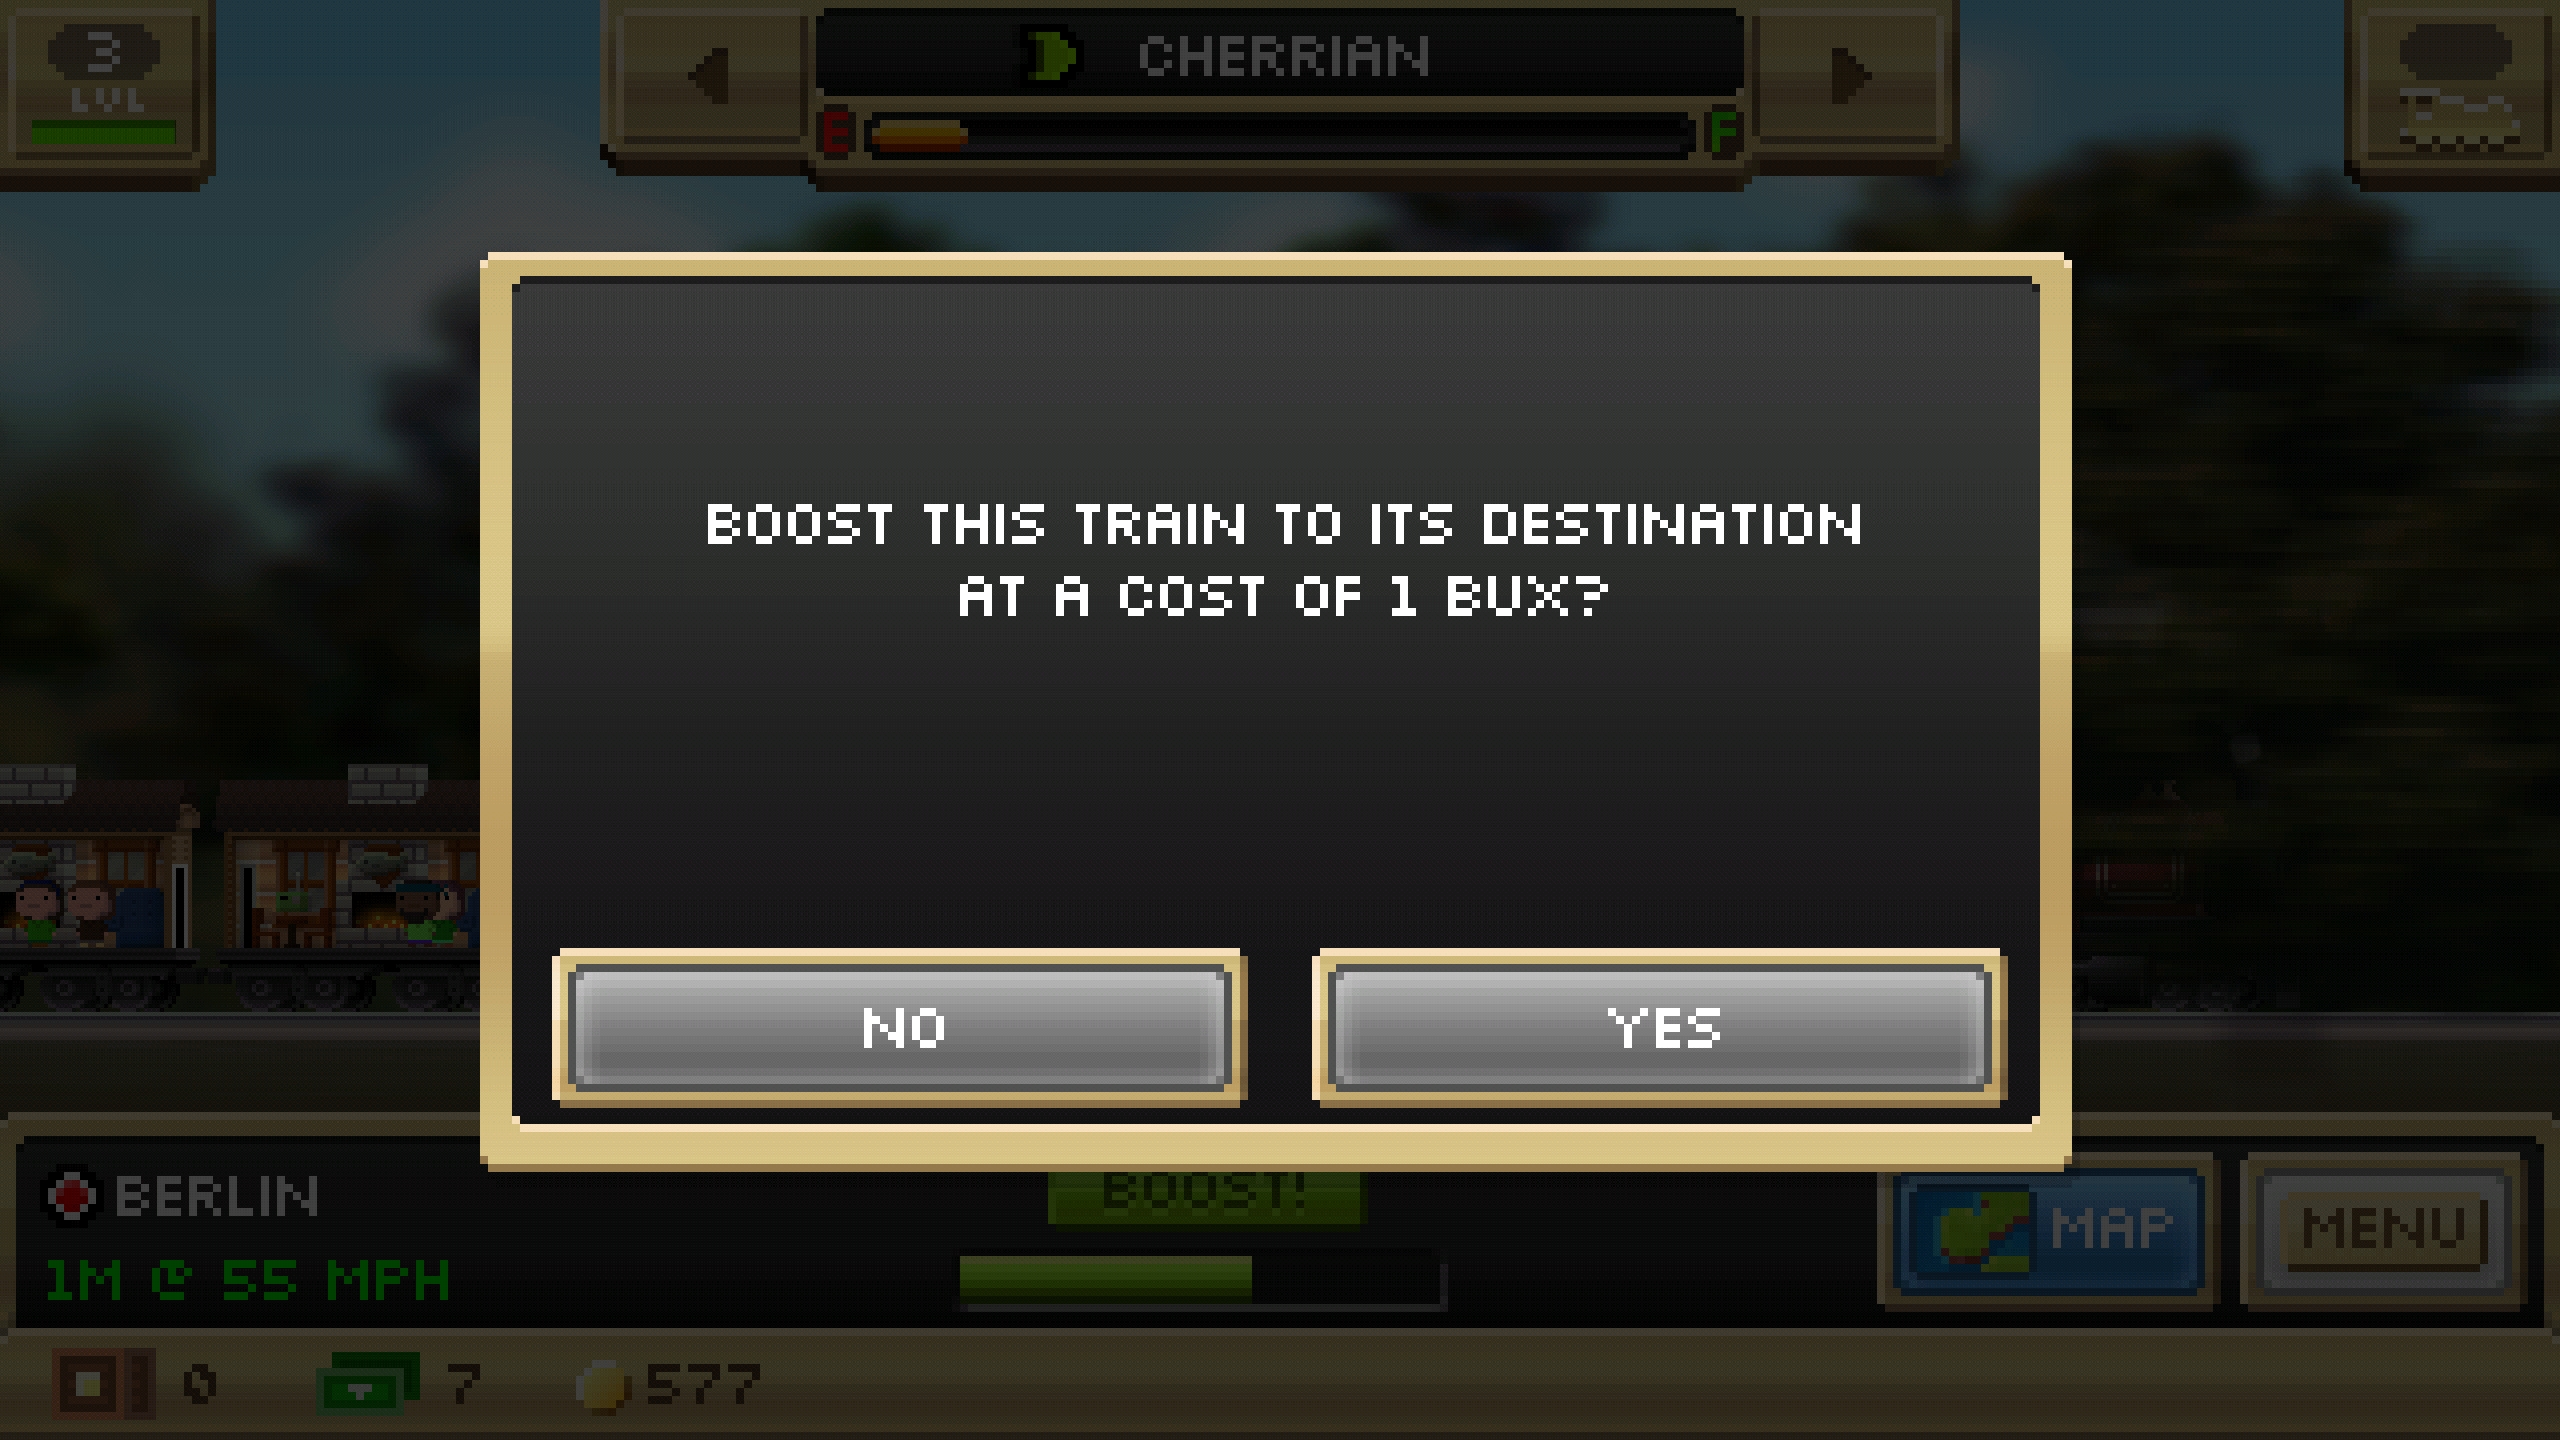 3
LVL
CHERRIAN
E F
BOOST THIS TRAIN TO ITS DESTINATION
AT A COST OF 1 BUX?
NO YES
BERLIN
BOOST!
MAP MENU
1M @ 55 MPH
0 7 577